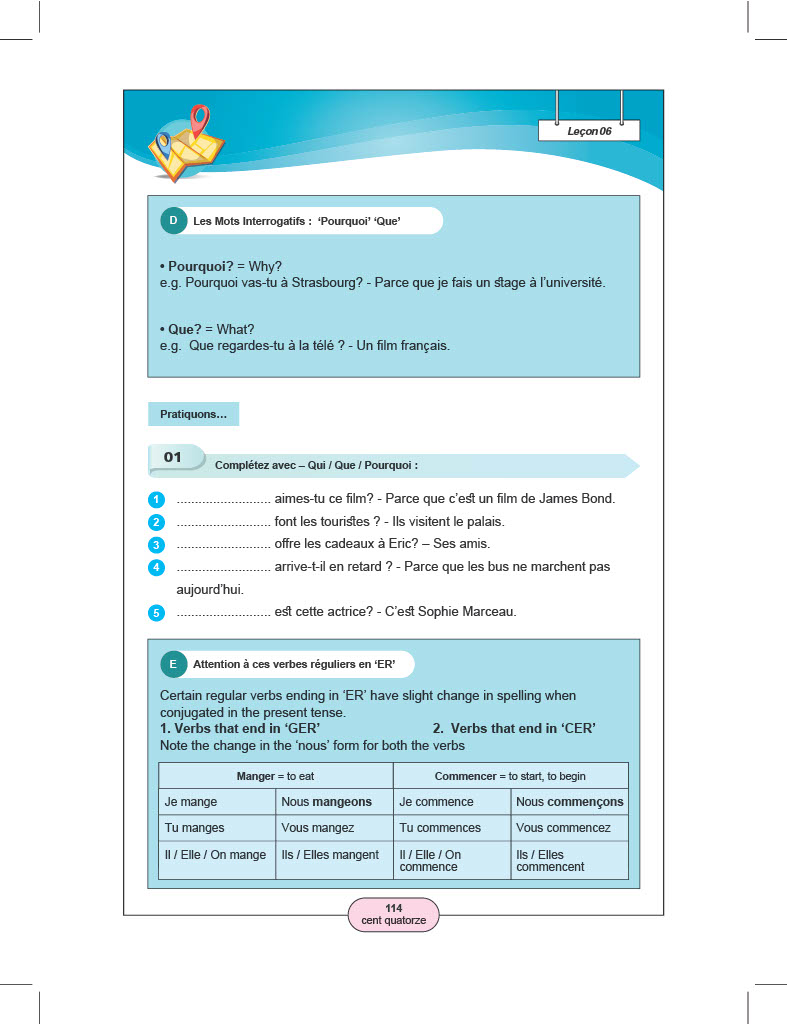 Leçon 06
D Les Mots Interrogatifs : ‘Pourquoi’ ‘Que’
• Pourquoi? = Why?
e.g. Pourquoi vas-tu à Strasbourg? - Parce que je fais un stage à l’université.
• Que? = What?
e.g. Que regardes-tu à la télé ? - Un film français.
Pratiquons…
01 Complétez avec – Qui / Que / Pourquoi :
1 .......................... aimes-tu ce film? - Parce que c’est un film de James Bond.
2 .......................... font les touristes ? - Ils visitent le palais.
3 .......................... offre les cadeaux à Eric? – Ses amis.
4 .......................... arrive-t-il en retard ? - Parce que les bus ne marchent pas
aujourd’hui.
5 .......................... est cette actrice? - C’est Sophie Marceau.
E Attention à ces verbes réguliers en ‘ER’
Certain regular verbs ending in ‘ER’ have slight change in spelling when
conjugated in the present tense.
1. Verbs that end in ‘GER’ 2. Verbs that end in ‘CER’
Note the change in the ‘nous’ form for both the verbs
Manger = to eat Commencer = to start, to begin
Je mange Nous mangeons Je commence Nous commençons
Tu manges Vous mangez Tu commences Vous commencez
Il / Elle / On mange Ils / Elles mangent Il / Elle / On
commence Ils / Elles
commencent
114
cent quatorze